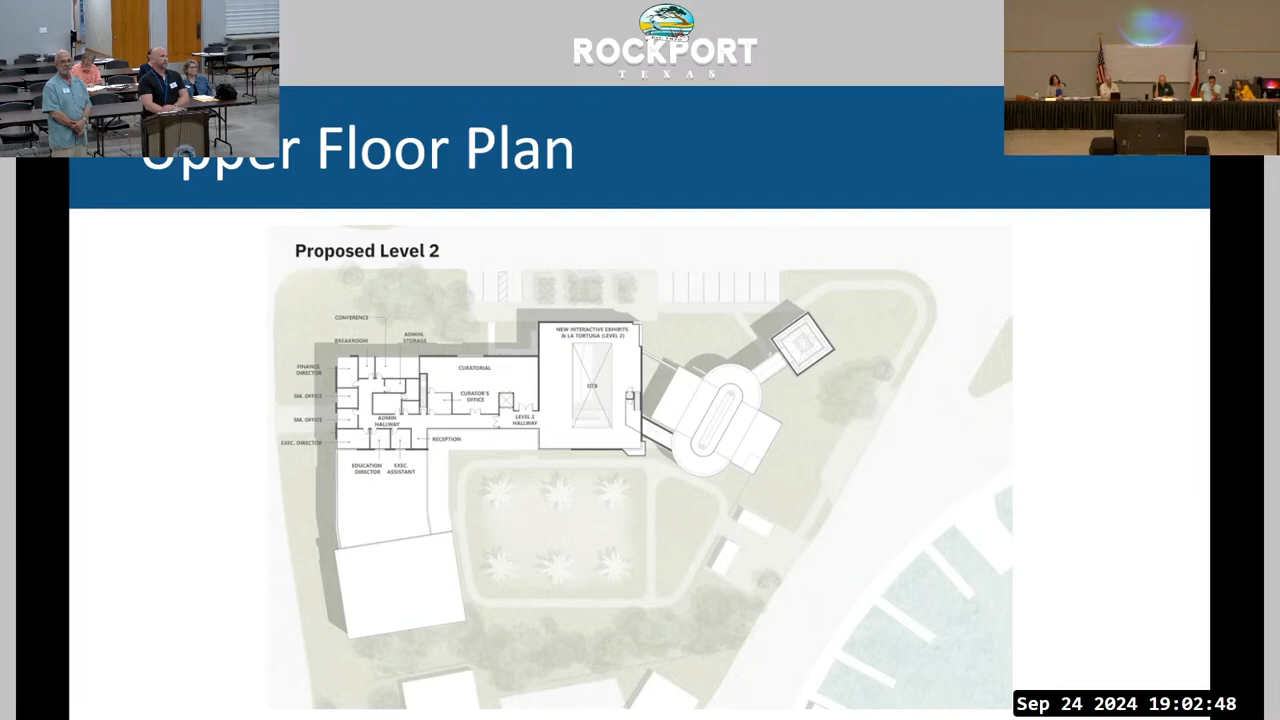 ROCKPORT
TEXAS
Upper Floor Plan
Proposed Level 2
CONFERENCE
BREAKROOM
ADMIN.
STORAGE
FINANCE
DIRECTOR
SM. OFFICE
SM. OFFICE
EXEC. DIRECTOR
ADMIN
HALLWAY
EDUCATION
DIRECTOR
EXEC.
ASSISTANT
RECEPTION
CURATORIAL
CURATOR'S
OFFICE
LEVEL 2
HALLWAY
NEW INTERACTIVE EXHIBITS
& LA TORTUGA (LEVEL 2)
OTB
Sep 24 2024 19:02:48